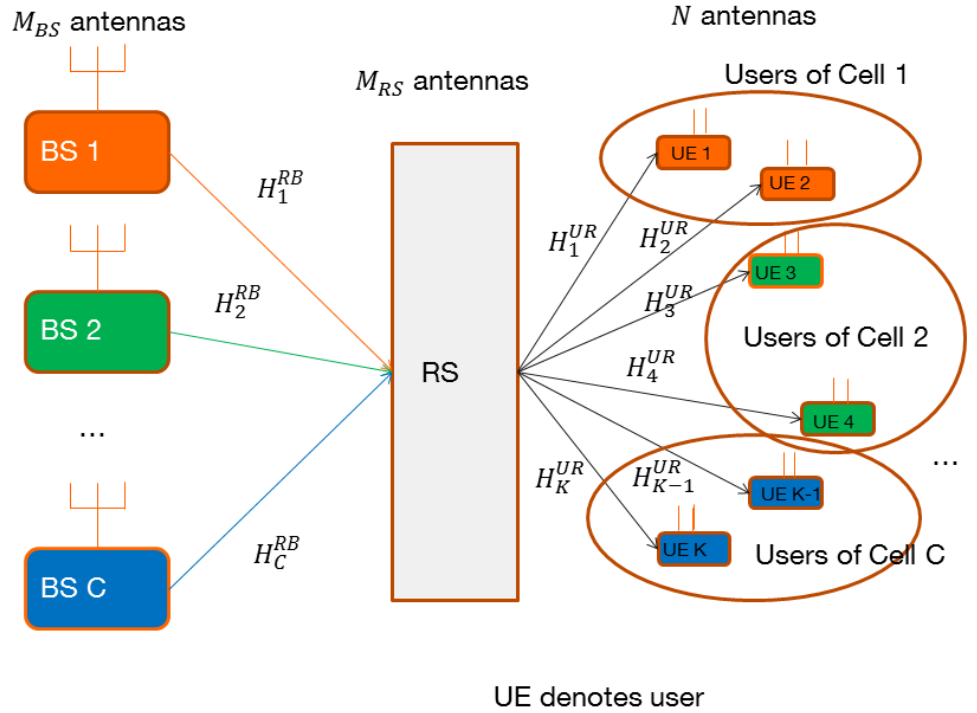 M_BS antennas
N antennas
M_RS antennas
Users of Cell 1
BS 1
UE 1
UE 2
H_1^RB
H_1^UR
H_2^UR
UE 3
BS 2
H_2^RB
H_3^UR
Users of Cell 2
RS
H_4^UR
UE 4
...
...
H_K^UR
H_K-1^UR
UE K-1
BS C
H_C^RB
UE K
Users of Cell C
UE denotes user